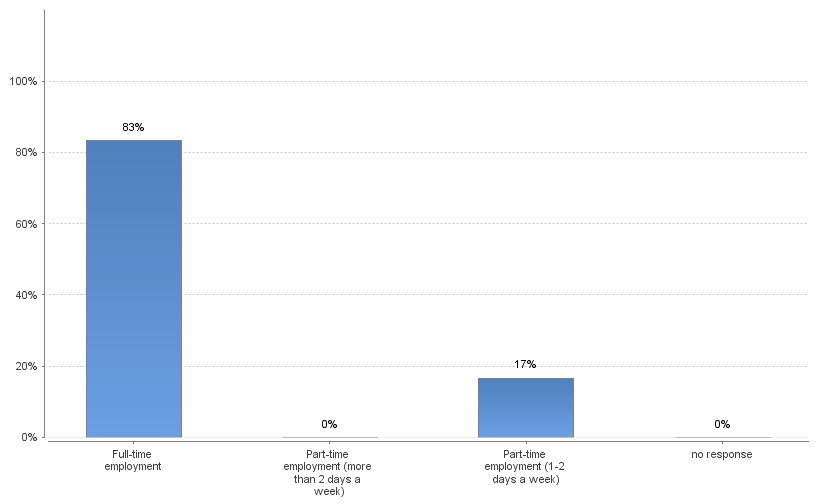 100%
80%
60%
40%
20%
0%
83%
0%
17%
0%
Full-time
employment
Part-time
employment (more
than 2 days a
week)
Part-time
employment (1-2
days a week)
no response